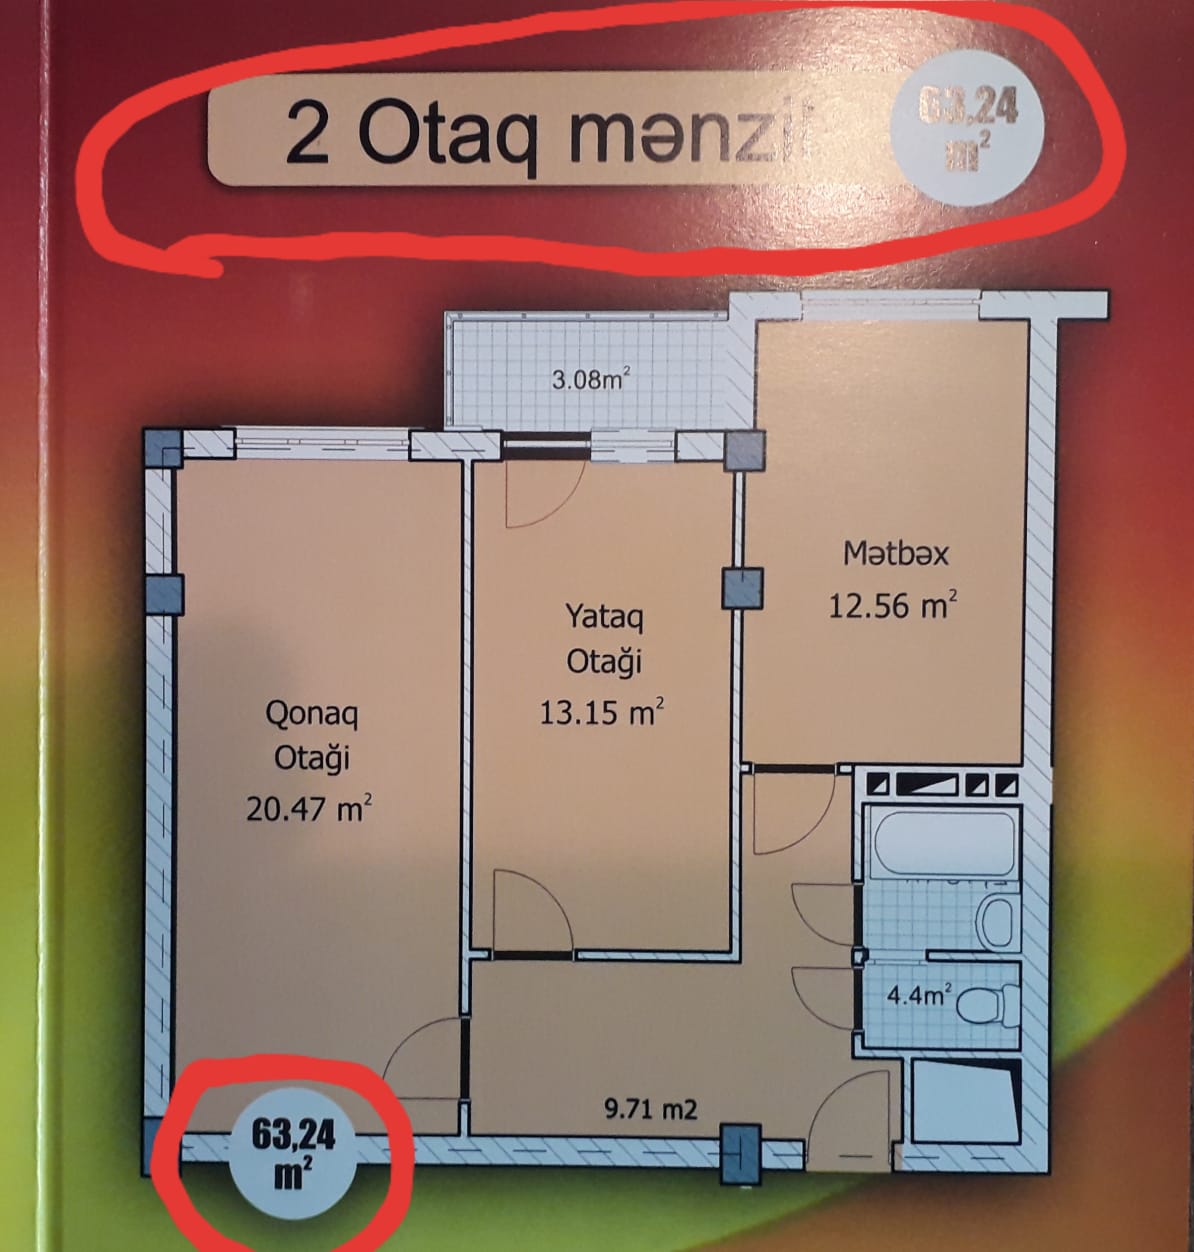 2 Otaq mənzil
63,24
m²
3.08m²
Mətbəx
12.56 m²
Yataq
Otaği
13.15 m²
Qonaq
Otaği
20.47 m²
4.4m²
9.71 m2
63,24
m²